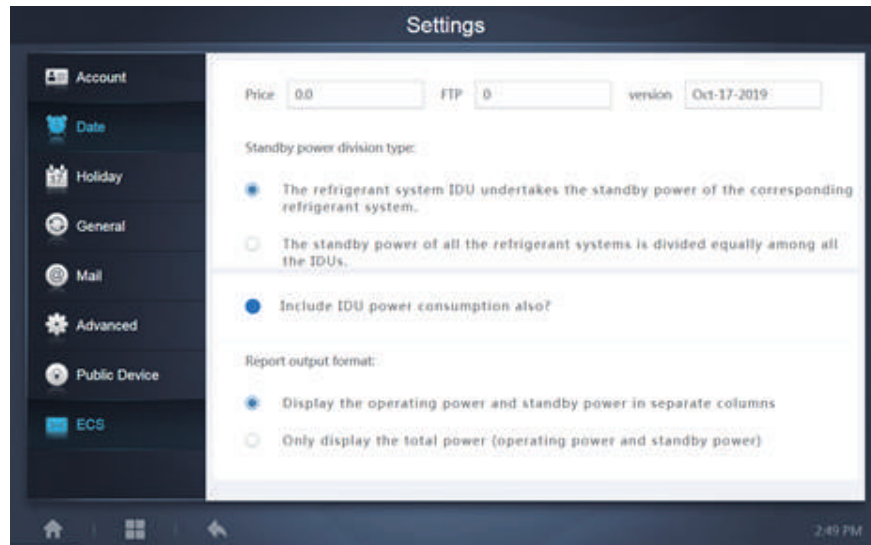 Settings
Account
Date
Holiday
General
Mail
Advanced
Public Device
ECS
Price 0.0 FTP 0 version Oct-17-2019
Standby power division type:
The refrigerant system IDU undertakes the standby power of the corresponding
refrigerant system.
The standby power of all the refrigerant systems is divided equally among all
the IDUs.
Include IDU power consumption also?
Report output format:
Display the operating power and standby power in separate columns
Only display the total power (operating power and standby power)
2:49 PM